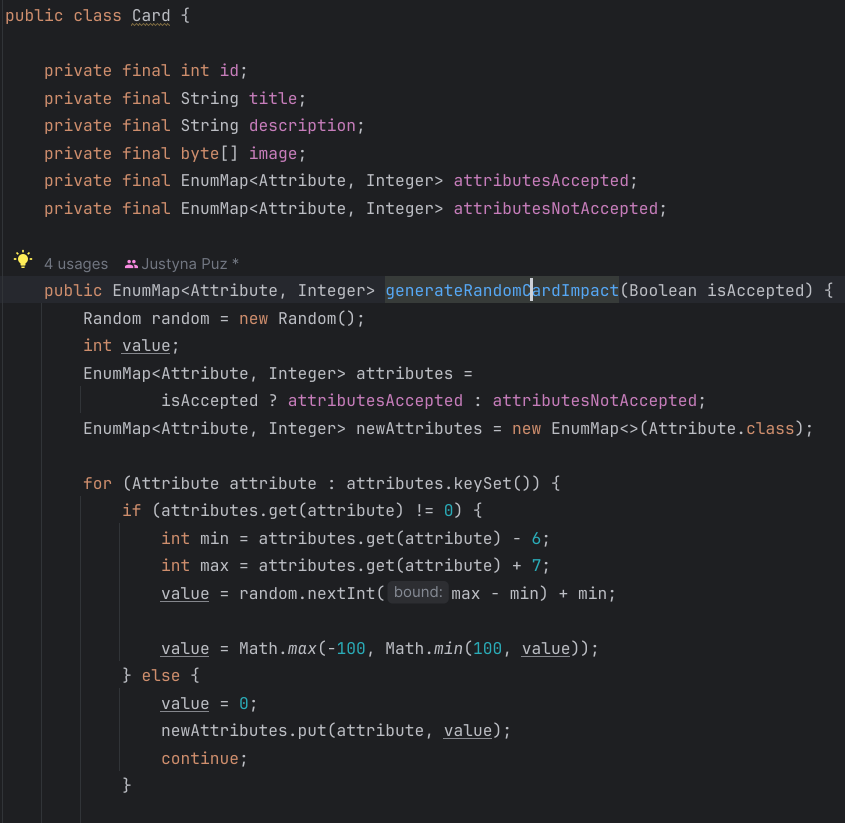 public class Card {
private final int id;
private final String title;
private final String description;
private final byte[] image;
private final EnumMap<Attribute, Integer> attributesAccepted;
private final EnumMap<Attribute, Integer> attributesNotAccepted;
4 usages Justyna Puz *
public EnumMap<Attribute, Integer> generateRandomCardImpact(Boolean isAccepted) {
Random random = new Random();
int value;
EnumMap<Attribute, Integer> attributes =
isAccepted ? attributesAccepted : attributesNotAccepted;
EnumMap<Attribute, Integer> newAttributes = new EnumMap<>(Attribute.class);
for (Attribute attribute : attributes.keySet()) {
if (attributes.get(attribute) != 0) {
int min = attributes.get(attribute) - 6;
int max = attributes.get(attribute) + 7;
value = random.nextInt( bound: max - min) + min;
value = Math.max(-100, Math.min(100, value));
} else {
value = 0;
newAttributes.put(attribute, value);
continue;
}